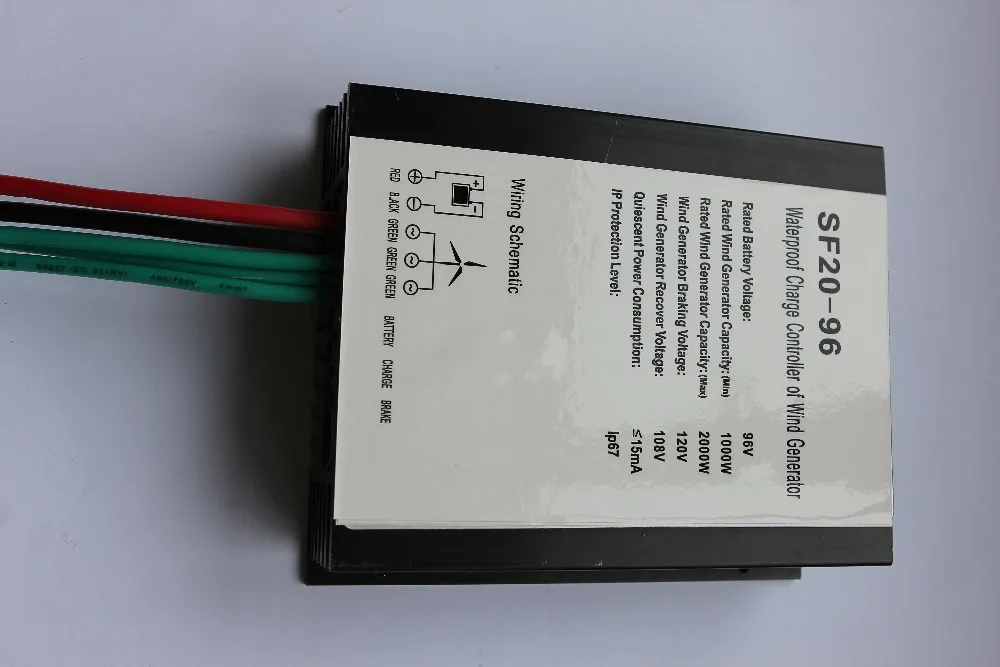 SF20-96
Waterproof Charge Controller of Wind Generator
Rated Battery Voltage: 96V
Rated Wind Generator Capacity: (Min) 1000W
Rated Wind Generator Capacity: (Max) 2000W
Wind Generator Braking Voltage: 120V
Wind Generator Recover Voltage: 108V
Quiescent Power Consumption: ≤15mA
IP Protection Level: Ip67
Wiring Schematic
+ -
RED BLACK GREEN GREEN GREEN BATTERY CHARGE BRAKE
450/750V